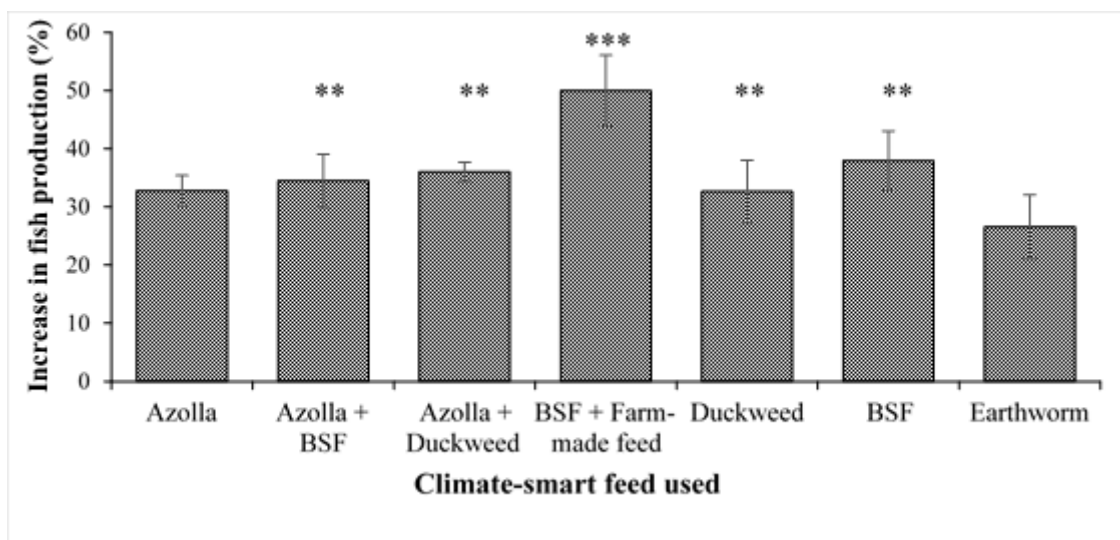 Increase in fish production (%)
60
50
40
30
20
10
0
**
**
***
**
**
Azolla
Azolla +
BSF
Azolla +
Duckweed
BSF + Farm-
made feed
Duckweed
BSF
Earthworm
Climate-smart feed used